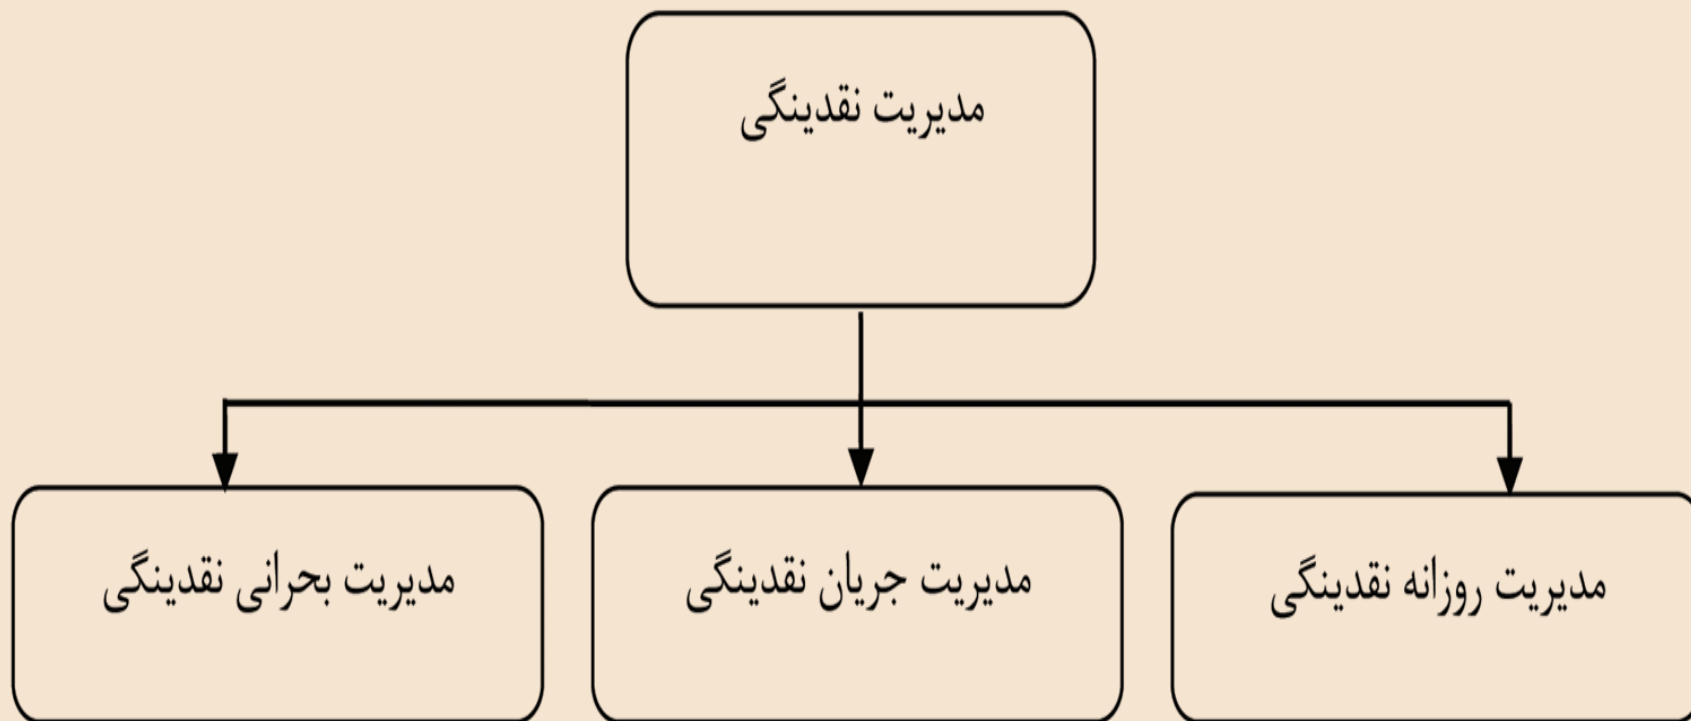 مدیریت نقدینگی
مدیریت روزانه نقدینگی
مدیریت جریان نقدینگی
مدیریت بحرانی نقدینگی